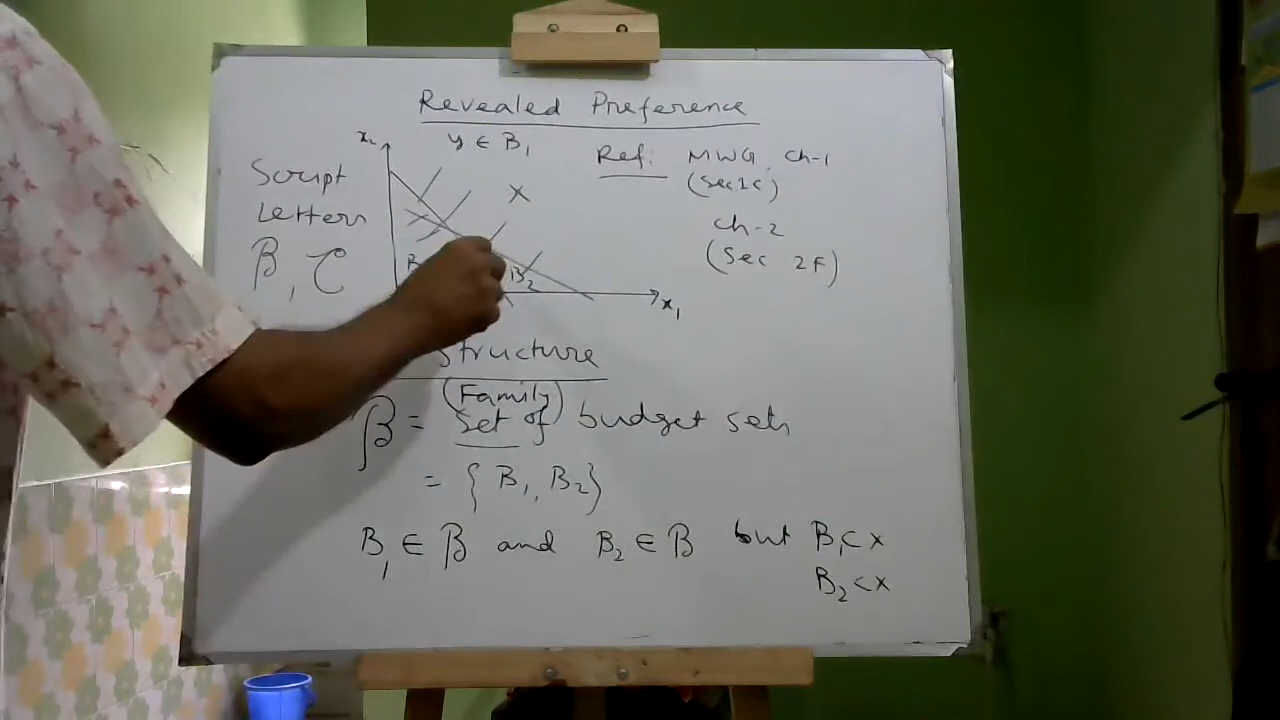 Revealed Preference
y ∈ B₁
x₂
Ref: MWG. Ch-1
(Sec 1C)
Ch-2
(Sec 2F)
Script
Letters
ℬ, 𝒞
X
B
B₂
x₁
Structure
(Family)
ℬ = Set of budget sets
= {B₁, B₂}
B₁ ∈ ℬ and B₂ ∈ ℬ but B₁ ⊂ X
B₂ ⊂ X